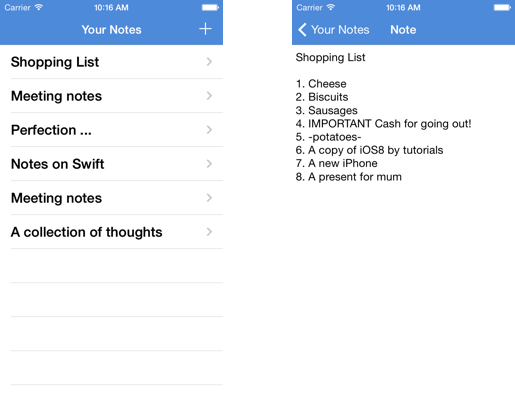 Carrier 10:16 AM
Your Notes
Shopping List
Meeting notes
Perfection ...
Notes on Swift
Meeting notes
A collection of thoughts
Carrier 10:16 AM
Your Notes Note
Shopping List
1. Cheese
2. Biscuits
3. Sausages
4. IMPORTANT Cash for going out!
5. -potatoes-
6. A copy of iOS8 by tutorials
7. A new iPhone
8. A present for mum